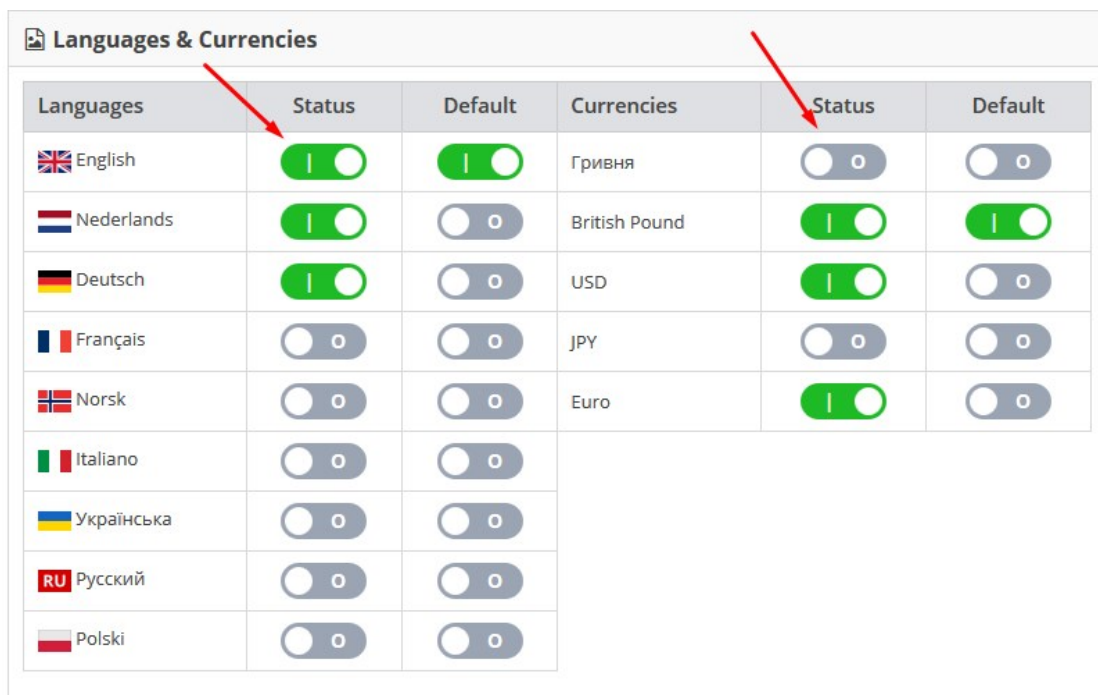 Languages & Currencies
Languages Status Default Currencies Status Default
English Гривня
Nederlands British Pound
Deutsch USD
Français JPY
Norsk Euro
Italiano
Українська
RU Русский
Polski